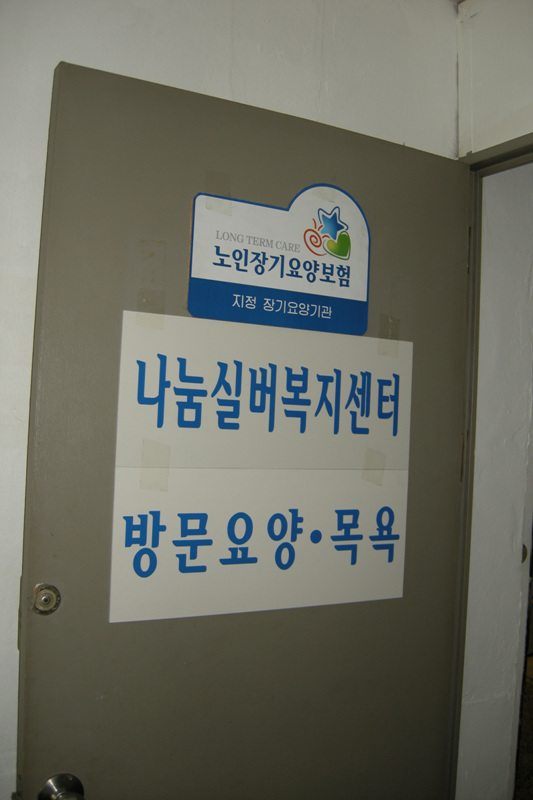 LONG TERM CARE
노인장기요양보험
지정 장기요양기관
나눔실버복지센터
방문요양·목욕